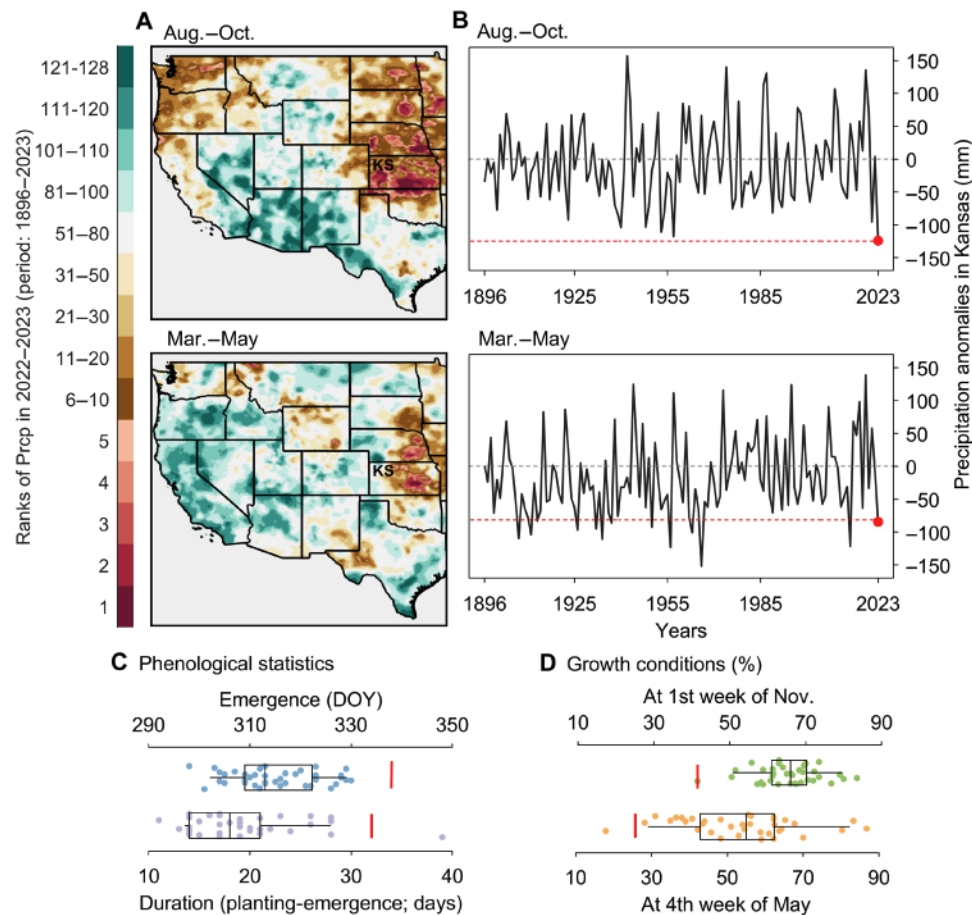 A
Aug.–Oct.
B
Aug.–Oct.
Ranks of Prcp in 2022–2023 (period: 1896–2023)
121-128
111-120
101–110
81–100
51–80
31–50
21–30
11–20
6–10
5
4
3
2
1
KS
150
100
50
0
−50
−100
−150
1896
1925
1955
1985
2023
Precipitation anomalies in Kansas (mm)
Mar.–May
Mar.–May
KS
150
100
50
0
−50
−100
−150
1896
1925
1955
1985
2023
Years
C Phenological statistics
Emergence (DOY)
292 310 330 350
10 20 30 40
Duration (planting-emergence; days)
D Growth conditions (%)
At 1st week of Nov.
10 30 50 70 90
10 30 50 70 90
At 4th week of May